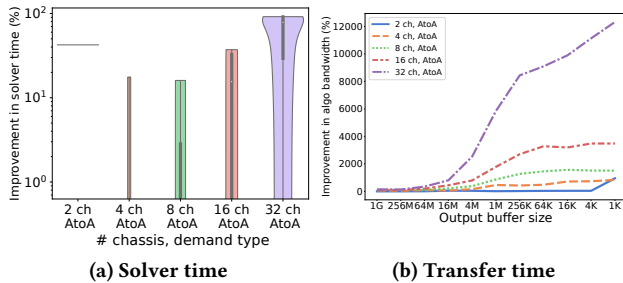 Improvement in solver time (%)
10²
10¹
10⁰
2 ch
AtoA
4 ch
AtoA
8 ch
AtoA
16 ch
AtoA
32 ch
AtoA
# chassis, demand type
(a) Solver time
Improvement in algo bandwidth (%)
12000
10000
8000
6000
4000
2000
0
2 ch, AtoA
4 ch, AtoA
8 ch, AtoA
16 ch, AtoA
32 ch, AtoA
1G 256M 64M 16M 4M 1M 256K 64K 16K 4K 1K
Output buffer size
(b) Transfer time